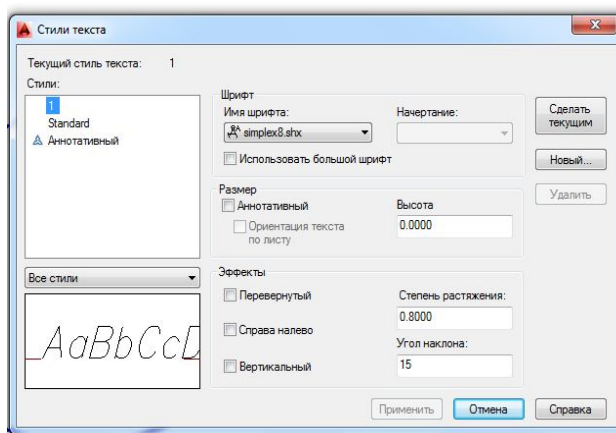 Стили текста
Текущий стиль текста: 1
Стили:
1
Standard
Аннотативный
Все стили
AaBbCcD
Шрифт
Имя шрифта:
simplex8.shx
Начертание:
Использовать большой шрифт
Размер
Аннотативный
Ориентация текста
по листу
Высота
0.0000
Эффекты
Перевернутый
Справа налево
Вертикальный
Степень растяжения:
0.8000
Угол наклона:
15
Сделать
текущим
Новый...
Удалить
Применить
Отмена
Справка